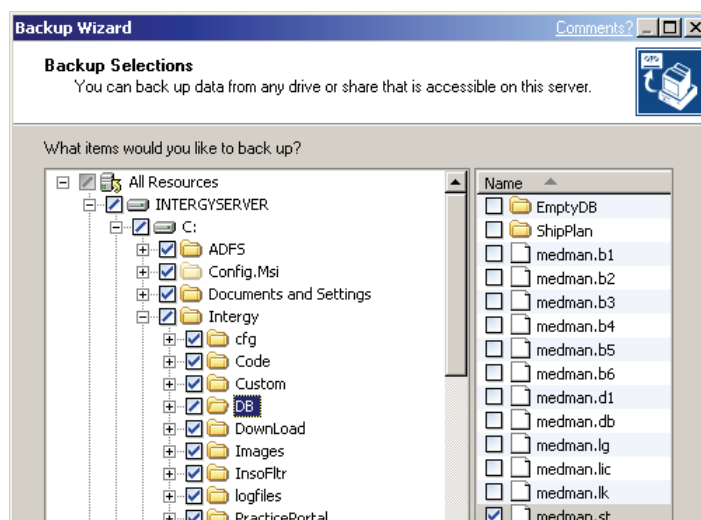 Backup Wizard
Comments?
Backup Selections
You can back up data from any drive or share that is accessible on this server.
What items would you like to back up?
All Resources
INTERGYSERVER
C:
ADFS
Config.Msi
Documents and Settings
Intergy
cfg
Code
Custom
DB
DownLoad
Images
InsoFltr
logfiles
PracticePortal
Name
EmptyDB
ShipPlan
medman.b1
medman.b2
medman.b3
medman.b4
medman.b5
medman.b6
medman.d1
medman.db
medman.lg
medman.lic
medman.lk
medman.st